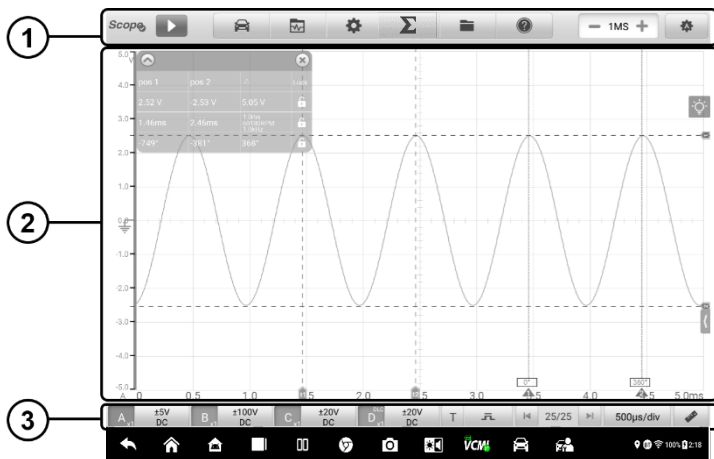 1
Scope
1MS
2
5.0
V
4.0
3.0
2.0
1.0
0.0
-1.0
-2.0
-3.0
-4.0
-5.0
pos 1 pos 2
2.52 V -2.53 V 5.05 V
1.46ms 2.46ms 1.0ms
1.0KHz
-749° -381° 368°
0° 360°
A 0 0.5 1.0 .5 2.0 2.5 3.0 3.5 4.0 5.0ms
3
A ±5V DC B ±100V DC C ±20V DC D ±20V DC T 25/25 500µs/div
VCMI 100% 2:18